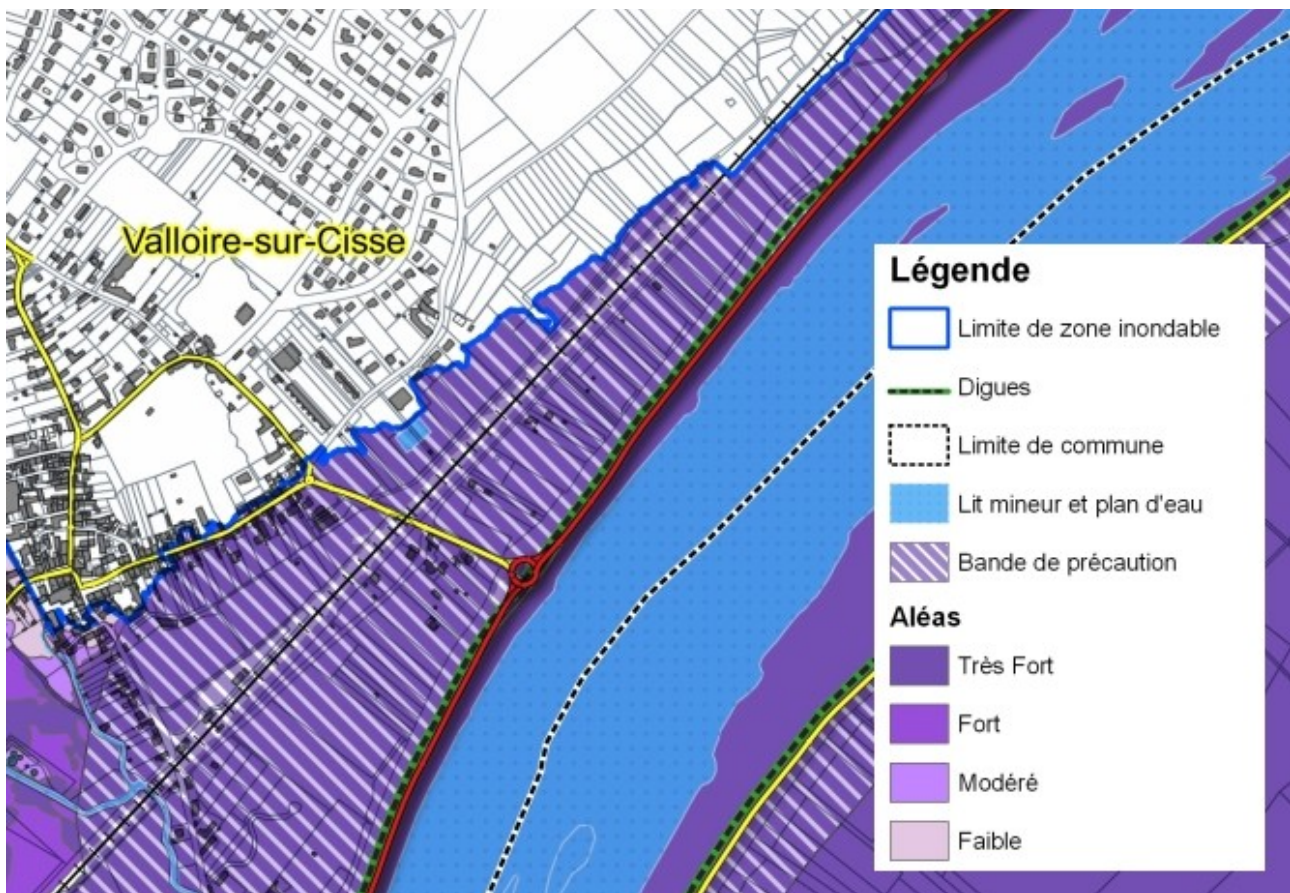 Valloire-sur-Cisse
Légende
Limite de zone inondable
Digues
Limite de commune
Lit mineur et plan d'eau
Bande de précaution
Aléas
Très Fort
Fort
Modéré
Faible